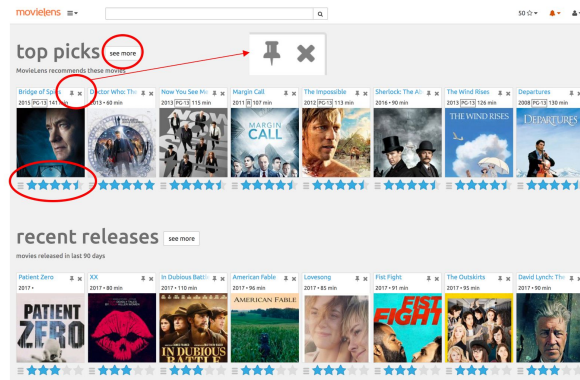 movielens
50
top picks see more
MovieLens recommends these movies
Bridge of Spies Doctor Who: The Now You See Me Margin Call The Impossible Sherlock: The Ab The Wind Rises Departures
2015 PG-13 141 min 2013 • 60 min 2013 PG-13 115 min 2011 R 107 min 2012 PG-13 113 min 2016 • 90 min 2013 PG-13 126 min 2008 PG-13 130 min
MARGIN
CALL
THE WIND RISES
DEPARTURES
recent releases see more
movies released in last 90 days
Patient Zero XX In Dubious Battle American Fable Lovesong Fist Fight The Outskirts David Lynch: The
2017 • 2017 • 80 min 2017 • 110 min 2017 • 96 min 2017 • 85 min 2017 • 91 min 2017 • 95 min 2017 • 90 min
PATIENT
ZERO
IN DUBIOUS
BATTLE
AMERICAN FABLE
FIST
FIGHT